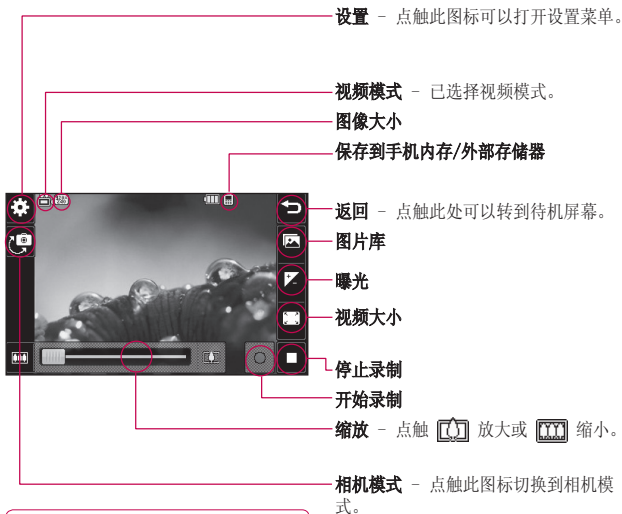 设置 – 点触此图标可以打开设置菜单。
视频模式 – 已选择视频模式。
图像大小
保存到手机内存/外部存储器
返回 – 点触此处可以转到待机屏幕。
图片库
曝光
视频大小
停止录制
开始录制
缩放 – 点触 放大或 缩小。
相机模式 – 点触此图标切换到相机模
式。